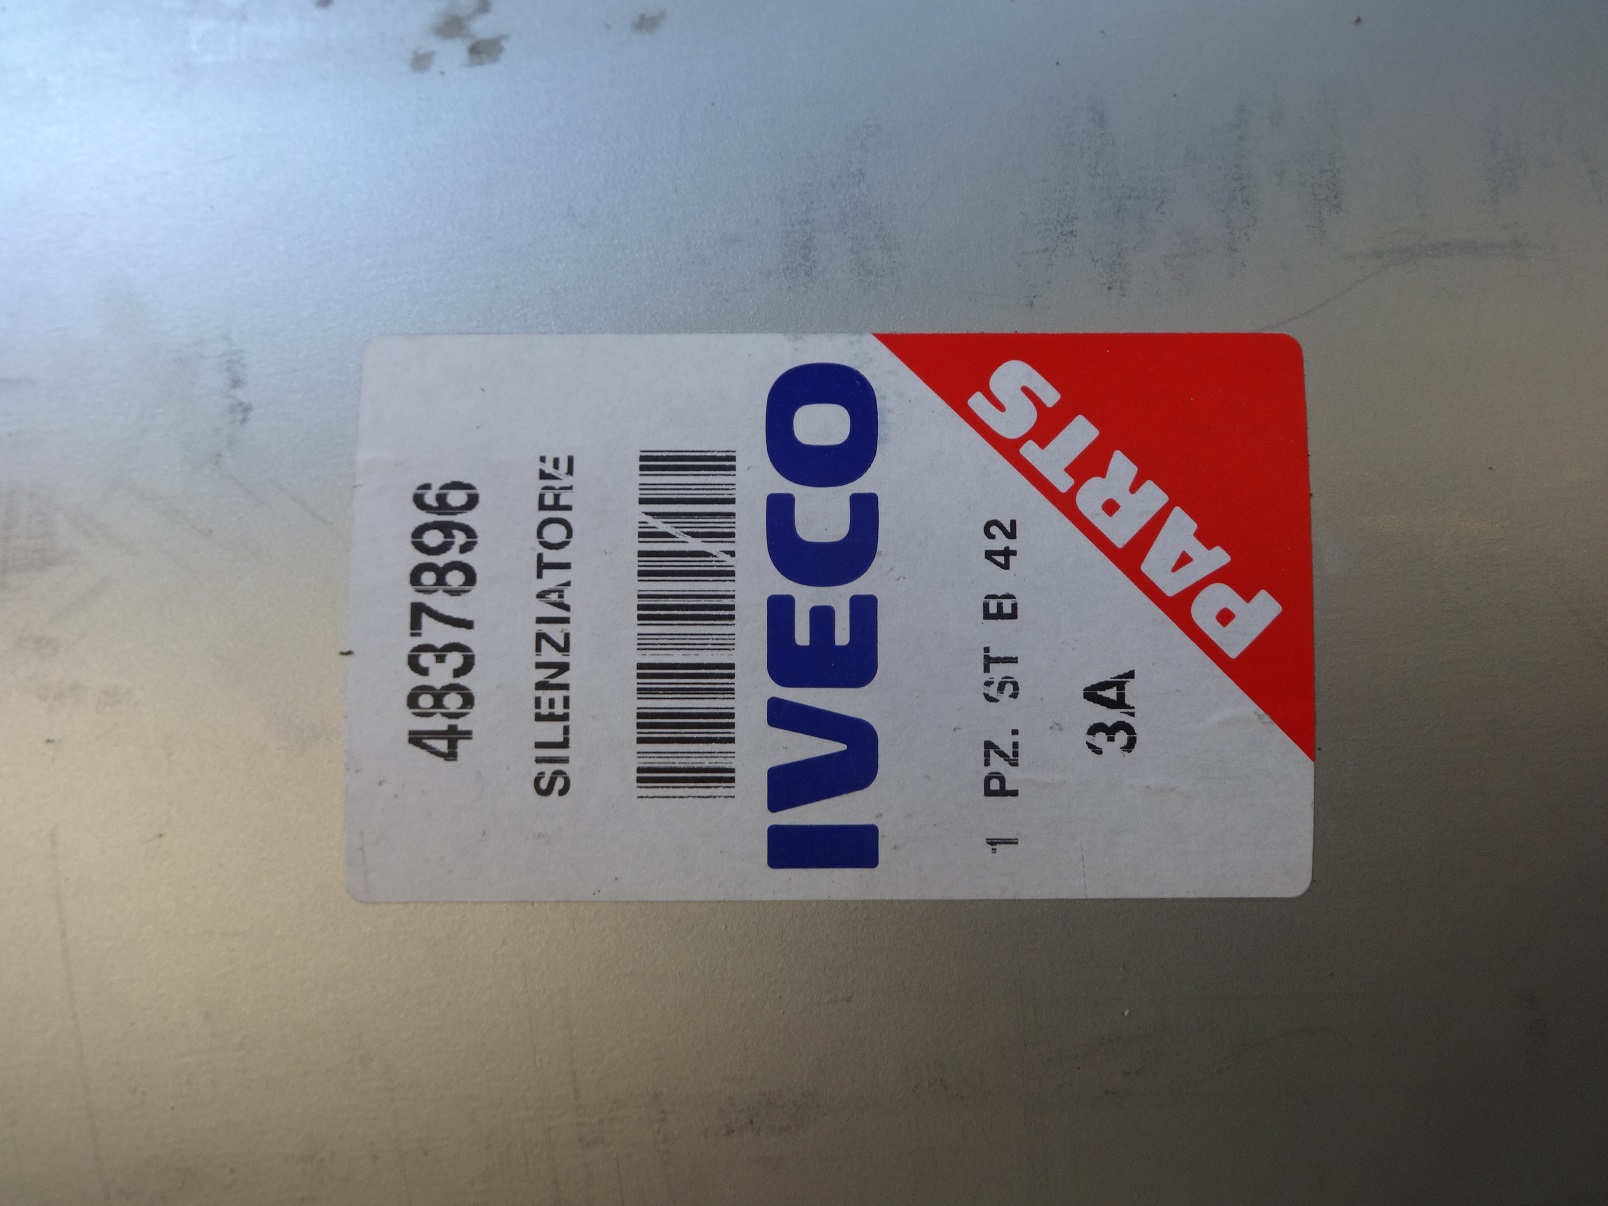 4837896
SILENZIATORE
IVECO
PARTS
1 PZ. ST B 42
3A